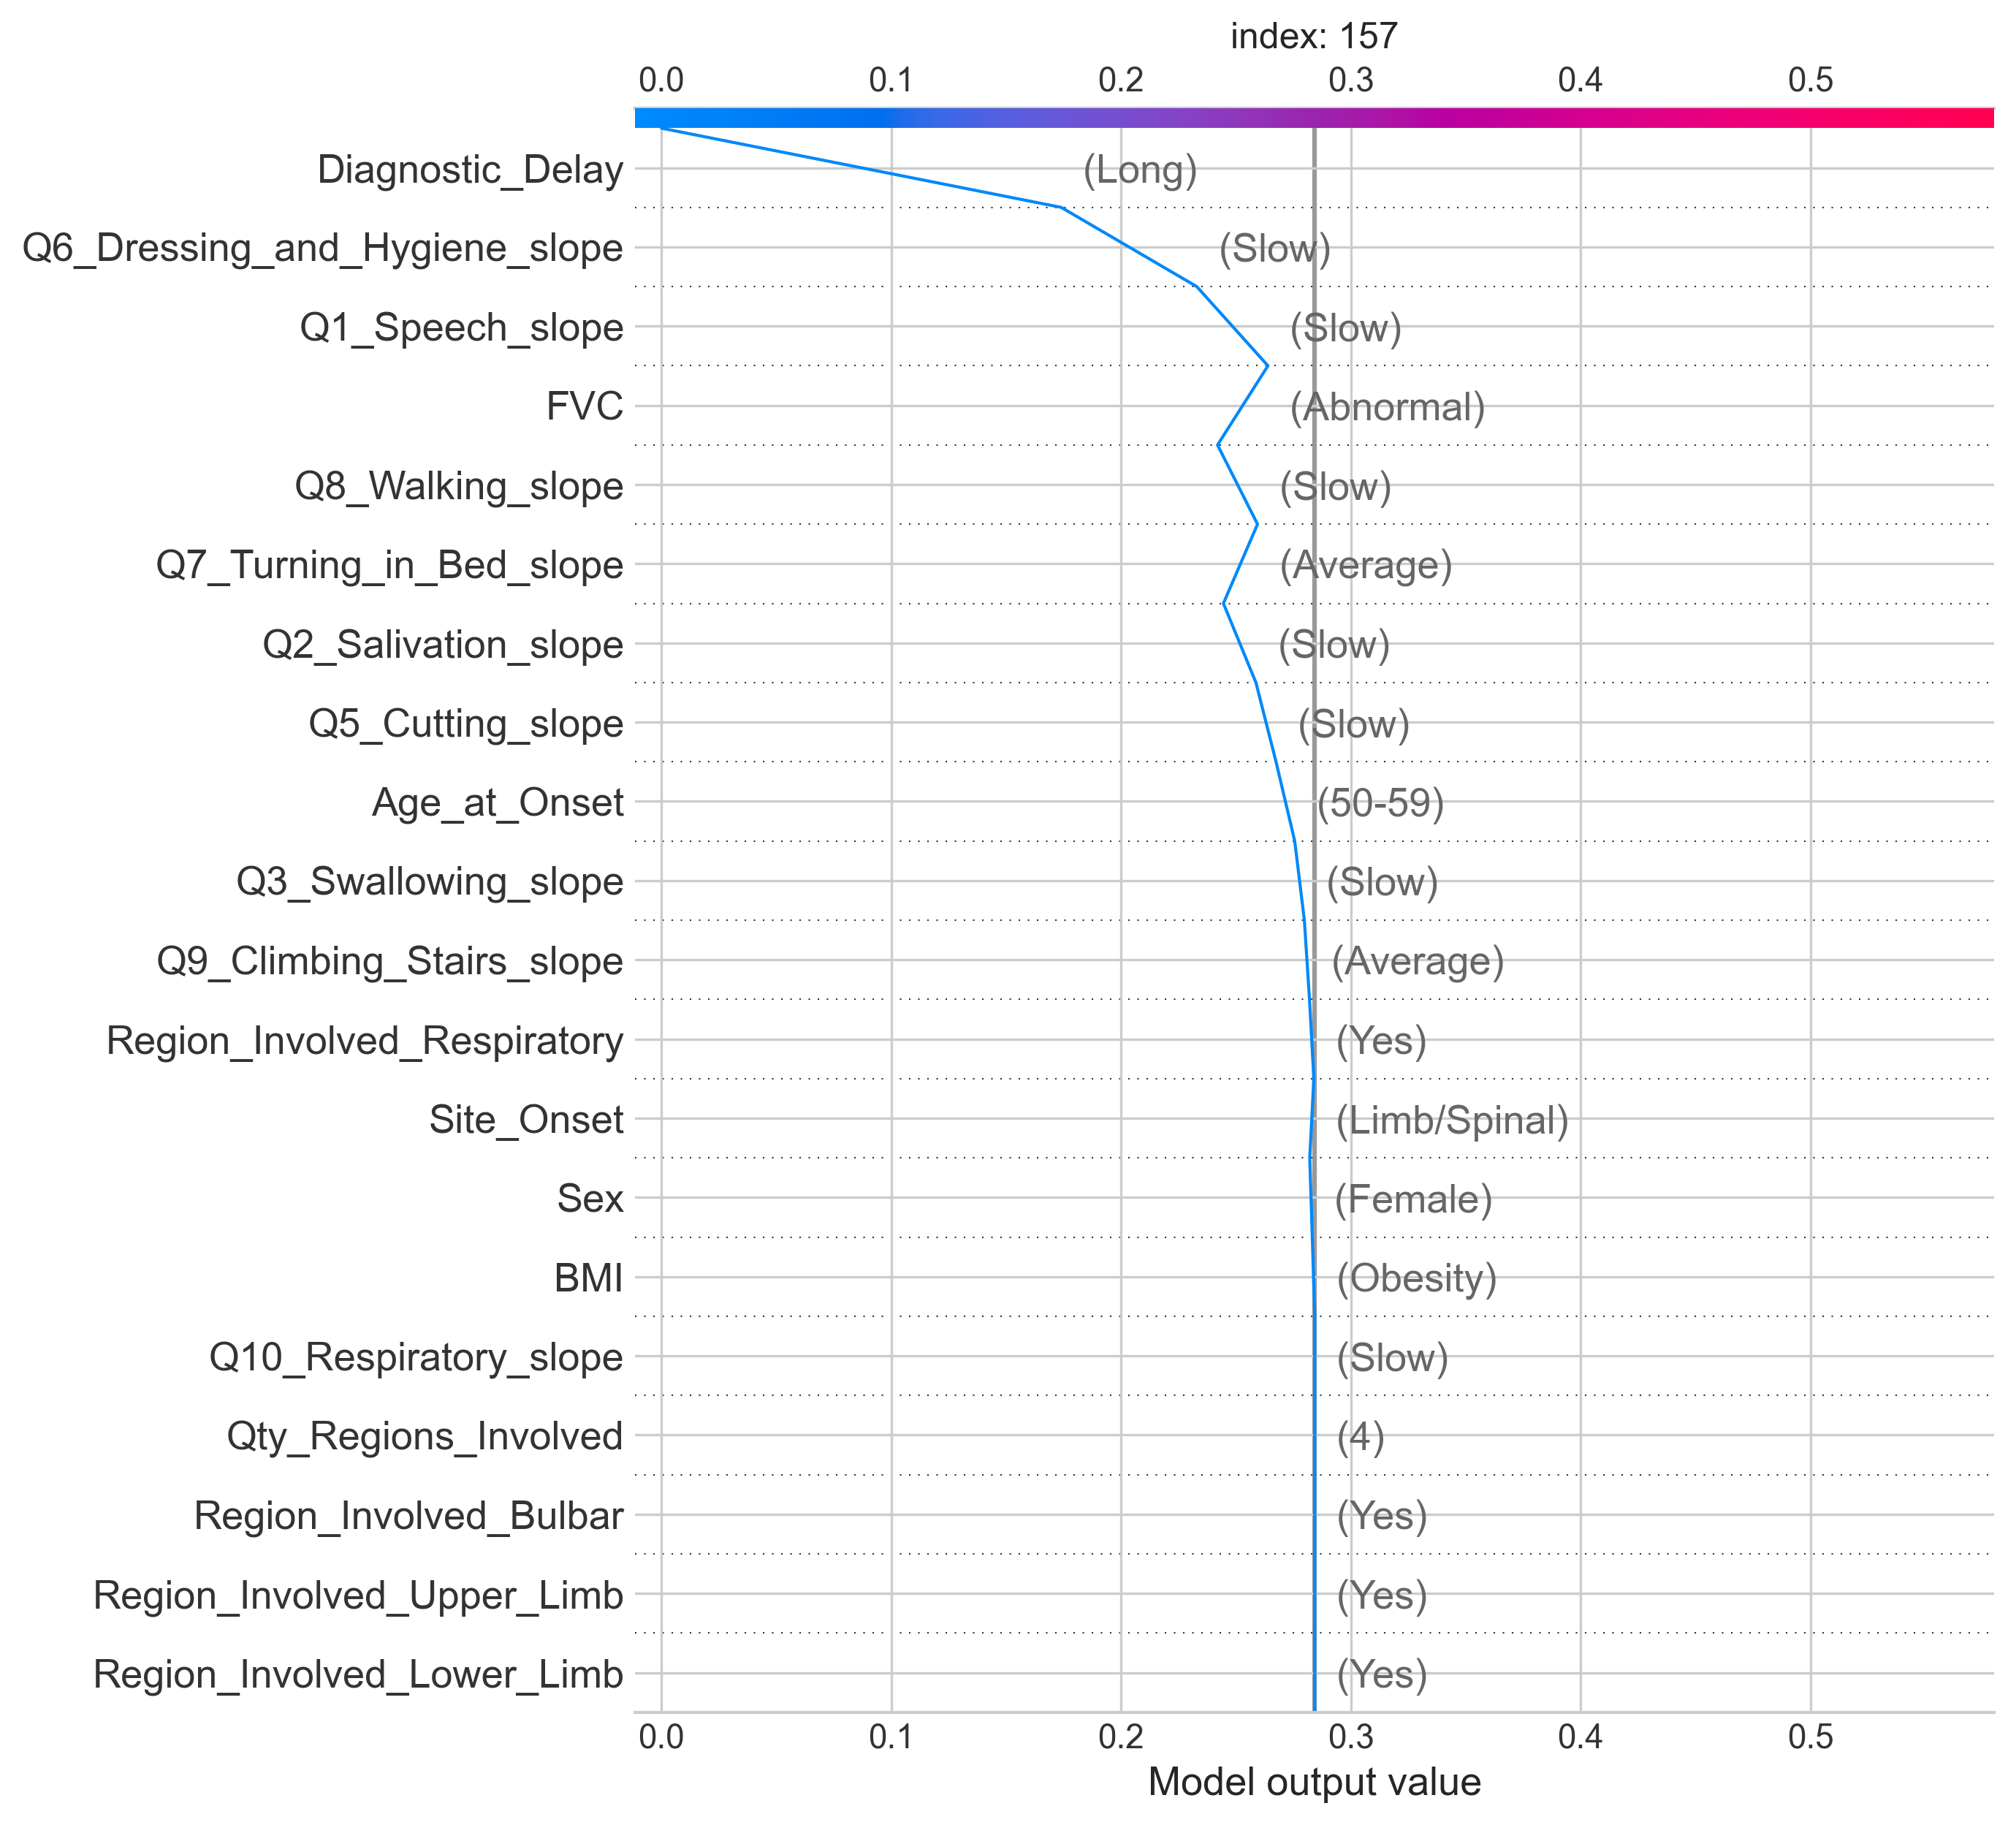 index: 157
0.0 0.1 0.2 0.3 0.4 0.5
Diagnostic_Delay (Long)
Q6_Dressing_and_Hygiene_slope (Slow)
Q1_Speech_slope (Slow)
FVC (Abnormal)
Q8_Walking_slope (Slow)
Q7_Turning_in_Bed_slope (Average)
Q2_Salivation_slope (Slow)
Q5_Cutting_slope (Slow)
Age_at_Onset (50-59)
Q3_Swallowing_slope (Slow)
Q9_Climbing_Stairs_slope (Average)
Region_Involved_Respiratory (Yes)
Site_Onset (Limb/Spinal)
Sex (Female)
BMI (Obesity)
Q10_Respiratory_slope (Slow)
Qty_Regions_Involved (4)
Region_Involved_Bulbar (Yes)
Region_Involved_Upper_Limb (Yes)
Region_Involved_Lower_Limb (Yes)
0.0 0.1 0.2 0.3 0.4 0.5
Model output value